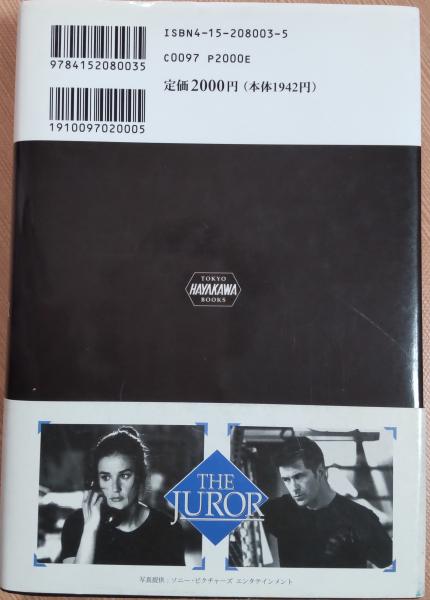 ISBN4-15-208003-5
C0097 P2000E
定価2000円(本体1942円)
9784152080035
1910097020005
TOKYO
HAYAKAWA
BOOKS
THE
JUROR
写真提供:ソニー・ピクチャーズ エンタテインメント